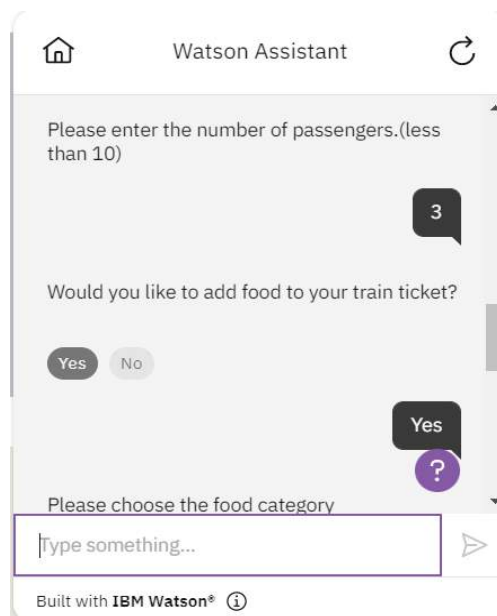 Watson Assistant
Please enter the number of passengers.(less
than 10)
3
Would you like to add food to your train ticket?
Yes No
Yes
?
Please choose the food category
Type something...
Built with IBM Watson®